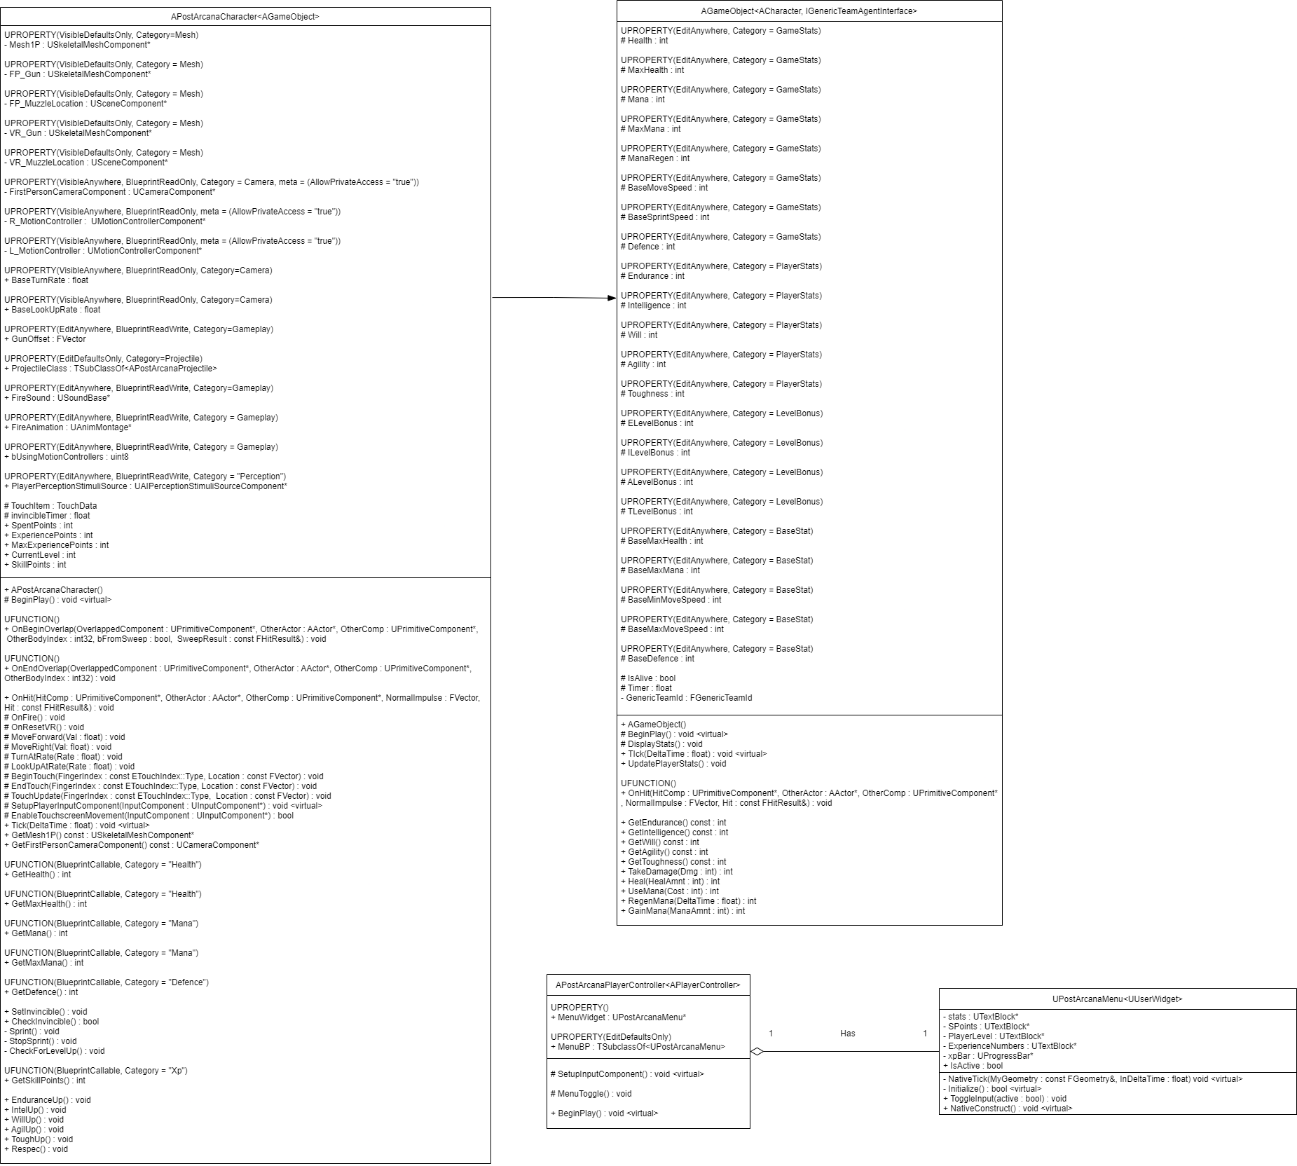 APostArcanaCharacter<AGameObject>
UPROPERTY(VisibleDefaultsOnly, Category=Mesh)
- Mesh1P : USkeletalMeshComponent*
UPROPERTY(VisibleDefaultsOnly, Category = Mesh)
- FP_Gun : USkeletalMeshComponent*
UPROPERTY(VisibleDefaultsOnly, Category = Mesh)
- FP_MuzzleLocation : USceneComponent*
UPROPERTY(VisibleDefaultsOnly, Category = Mesh)
- VR_Gun : USkeletalMeshComponent*
UPROPERTY(VisibleDefaultsOnly, Category = Mesh)
- VR_MuzzleLocation : USceneComponent*
UPROPERTY(VisibleAnywhere, BlueprintReadOnly, Category = Camera, meta = (AllowPrivateAccess = "true"))
- FirstPersonCameraComponent : UCameraComponent*
UPROPERTY(VisibleAnywhere, BlueprintReadOnly, meta = (AllowPrivateAccess = "true"))
- R_MotionController :  UMotionControllerComponent*
UPROPERTY(VisibleAnywhere, BlueprintReadOnly, meta = (AllowPrivateAccess = "true"))
- L_MotionController : UMotionControllerComponent*
UPROPERTY(VisibleAnywhere, BlueprintReadOnly, Category=Camera)
+ BaseTurnRate : float
UPROPERTY(VisibleAnywhere, BlueprintReadOnly, Category=Camera)
+ BaseLookUpRate : float
UPROPERTY(EditAnywhere, BlueprintReadWrite, Category=Gameplay)
+ GunOffset : FVector
UPROPERTY(EditDefaultsOnly, Category=Projectile)
+ ProjectileClass : TSubClassOf<APostArcanaProjectile>
UPROPERTY(EditAnywhere, BlueprintReadWrite, Category=Gameplay)
+ FireSound : USoundBase*
UPROPERTY(EditAnywhere, BlueprintReadWrite, Category = Gameplay)
+ FireAnimation : UAnimMontage*
UPROPERTY(EditAnywhere, BlueprintReadWrite, Category = Gameplay)
+ bUsingMotionControllers : uint8
UPROPERTY(EditAnywhere, BlueprintReadWrite, Category = "Perception")
+ PlayerPerceptionStimuliSource : UAIPerceptionStimuliSourceComponent*
# TouchItem : TouchData
# invincibleTimer : float
+ SpentPoints : int
+ ExperiencePoints : int
+ MaxExperiencePoints : int
+ CurrentLevel : int
+ SkillPoints : int
+ APostArcanaCharacter()
# BeginPlay() : void <virtual>
UFUNCTION()
+ OnBeginOverlap(OverlappedComponent : UPrimitiveComponent*, OtherActor : AActor*, OtherComp : UPrimitiveComponent*,
OtherBodyIndex : int32, bFromSweep : bool,  SweepResult : const FHitResult&) : void
UFUNCTION()
+ OnEndOverlap(OverlappedComponent : UPrimitiveComponent*, OtherActor : AActor*, OtherComp : UPrimitiveComponent*,
OtherBodyIndex : int32) : void
+ OnHit(HitComp : UPrimitiveComponent*, OtherActor : AActor*, OtherComp : UPrimitiveComponent*, NormalImpulse : FVector,
Hit : const FHitResult&) : void
# OnFire() : void
# OnResetVR() : void
# MoveForward(Val : float) : void
# MoveRight(Val: float) : void
# TurnAtRate(Rate : float) : void
# LookUpAtRate(Rate : float) : void
# BeginTouch(FingerIndex : const ETouchIndex::Type, Location : const FVector) : void
# EndTouch(FingerIndex : const ETouchIndex::Type, Location : const FVector) : void
# TouchUpdate(FingerIndex : const ETouchIndex::Type,  Location : const FVector) : void
# SetupPlayerInputComponent(InputComponent : UInputComponent*) : void <virtual>
# EnableTouchscreenMovement(InputComponent : UInputComponent*) : bool
+ Tick(DeltaTime : float) : void <virtual>
+ GetMesh1P() const : USkeletalMeshComponent*
+ GetFirstPersonCameraComponent() const : UCameraComponent*
UFUNCTION(BlueprintCallable, Category = "Health")
+ GetHealth() : int
UFUNCTION(BlueprintCallable, Category = "Health")
+ GetMaxHealth() : int
UFUNCTION(BlueprintCallable, Category = "Mana")
+ GetMana() : int
UFUNCTION(BlueprintCallable, Category = "Mana")
+ GetMaxMana() : int
UFUNCTION(BlueprintCallable, Category = "Defence")
+ GetDefence() : int
+ SetInvincible() : void
+ CheckInvincible() : bool
- Sprint() : void
- StopSprint() : void
- CheckForLevelUp() : void
UFUNCTION(BlueprintCallable, Category = "Xp")
+ GetSkillPoints() : int
+ EnduranceUp() : void
+ IntelUp() : void
+ WillUp() : void
+ AgilUp() : void
+ ToughUp() : void
+ Respec() : void
AGameObject<ACharacter, IGenericTeamAgentInterface>
UPROPERTY(EditAnywhere, Category = GameStats)
# Health : int
UPROPERTY(EditAnywhere, Category = GameStats)
# MaxHealth : int
UPROPERTY(EditAnywhere, Category = GameStats)
# Mana : int
UPROPERTY(EditAnywhere, Category = GameStats)
# MaxMana : int
UPROPERTY(EditAnywhere, Category = GameStats)
# ManaRegen : int
UPROPERTY(EditAnywhere, Category = GameStats)
# BaseMoveSpeed : int
UPROPERTY(EditAnywhere, Category = GameStats)
# BaseSprintSpeed : int
UPROPERTY(EditAnywhere, Category = GameStats)
# Defence : int
UPROPERTY(EditAnywhere, Category = PlayerStats)
# Endurance : int
UPROPERTY(EditAnywhere, Category = PlayerStats)
# Intelligence : int
UPROPERTY(EditAnywhere, Category = PlayerStats)
# Will : int
UPROPERTY(EditAnywhere, Category = PlayerStats)
# Agility : int
UPROPERTY(EditAnywhere, Category = PlayerStats)
# Toughness : int
UPROPERTY(EditAnywhere, Category = LevelBonus)
# ELevelBonus : int
UPROPERTY(EditAnywhere, Category = LevelBonus)
# ILevelBonus : int
UPROPERTY(EditAnywhere, Category = LevelBonus)
# ALevelBonus : int
UPROPERTY(EditAnywhere, Category = LevelBonus)
# TLevelBonus : int
UPROPERTY(EditAnywhere, Category = BaseStat)
# BaseMaxHealth : int
UPROPERTY(EditAnywhere, Category = BaseStat)
# BaseMaxMana : int
UPROPERTY(EditAnywhere, Category = BaseStat)
# BaseMinMoveSpeed : int
UPROPERTY(EditAnywhere, Category = BaseStat)
# BaseMaxMoveSpeed : int
UPROPERTY(EditAnywhere, Category = BaseStat)
# BaseDefence : int
# IsAlive : bool
# Timer : float
- GenericTeamId : FGenericTeamId
+ AGameObject()
# BeginPlay() : void <virtual>
# DisplayStats() : void
+ TIck(DeltaTime : float) : void <virtual>
+ UpdatePlayerStats() : void
UFUNCTION()
+ OnHit(HitComp : UPrimitiveComponent*, OtherActor : AActor*, OtherComp : UPrimitiveComponent*
, NormalImpulse : FVector, Hit : const FHitResult&) : void
+ GetEndurance() const : int
+ GetIntelligence() const : int
+ GetWill() const : int
+ GetAgility() const : int
+ GetToughness() const : int
+ TakeDamage(Dmg : int) : int
+ Heal(HealAmnt : int) : int
+ UseMana(Cost : int) : int
+ RegenMana(DeltaTime : float) : int
+ GainMana(ManaAmnt : int) : int
APostArcanaPlayerController<APlayerController>
UPROPERTY()
+ MenuWidget : UPostArcanaMenu*
UPROPERTY(EditDefaultsOnly)
+ MenuBP : TSubclassOf<UPostArcanaMenu>
# SetupInputComponent() : void <virtual>
# MenuToggle() : void
+ BeginPlay() : void <virtual>
1 Has 1
UPostArcanaMenu<UUserWidget>
- stats : UTextBlock*
- SPoints : UTextBlock*
- PlayerLevel : UTextBlock*
- ExperienceNumbers : UTextBlock*
- xpBar : UProgressBar*
+ IsActive : bool
- NativeTick(MyGeometry : const FGeometry&, InDeltaTime : float) void <virtual>
- Initialize() : bool <virtual>
+ ToggleInput(active : bool) : void
+ NativeConstruct() : void <virtual>